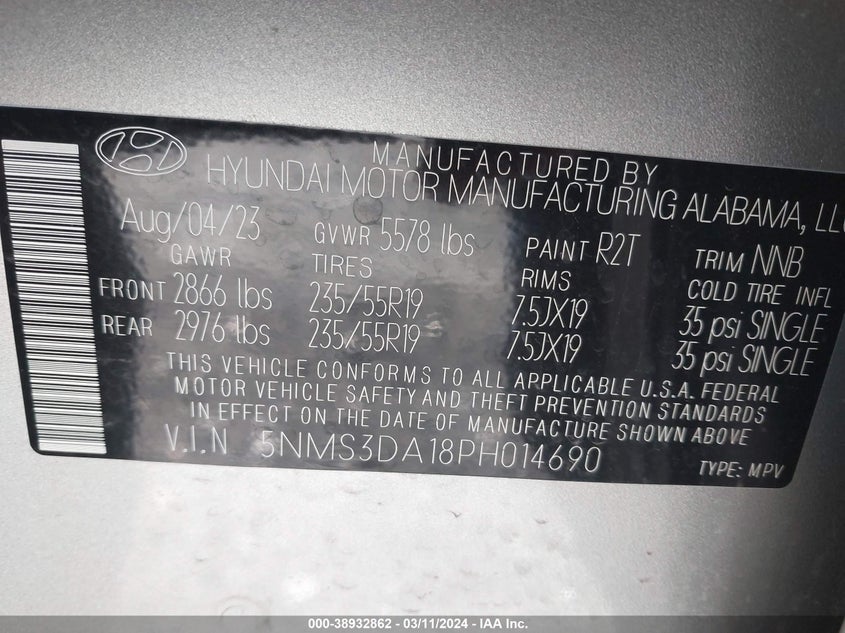 MANUFACTURED BY
HYUNDAI MOTOR MANUFACTURING ALABAMA, LLC
Aug/04/23 GVWR 5578 lbs PAINT R2T TRIM NNB
GAWR TIRES RIMS COLD TIRE INFL
FRONT 2866 lbs 235/55R19 7.5JX19 35 psi SINGLE
REAR 2976 lbs 235/55R19 7.5JX19 35 psi SINGLE
THIS VEHICLE CONFORMS TO ALL APPLICABLE U.S.A. FEDERAL
MOTOR VEHICLE SAFETY AND THEFT PREVENTION STANDARDS
IN EFFECT ON THE DATE OF MANUFACTURE SHOWN ABOVE
V.I.N 5NMS3DA18PH014690 TYPE: MPV
000-38932862 - 03/11/2024 - IAA Inc.